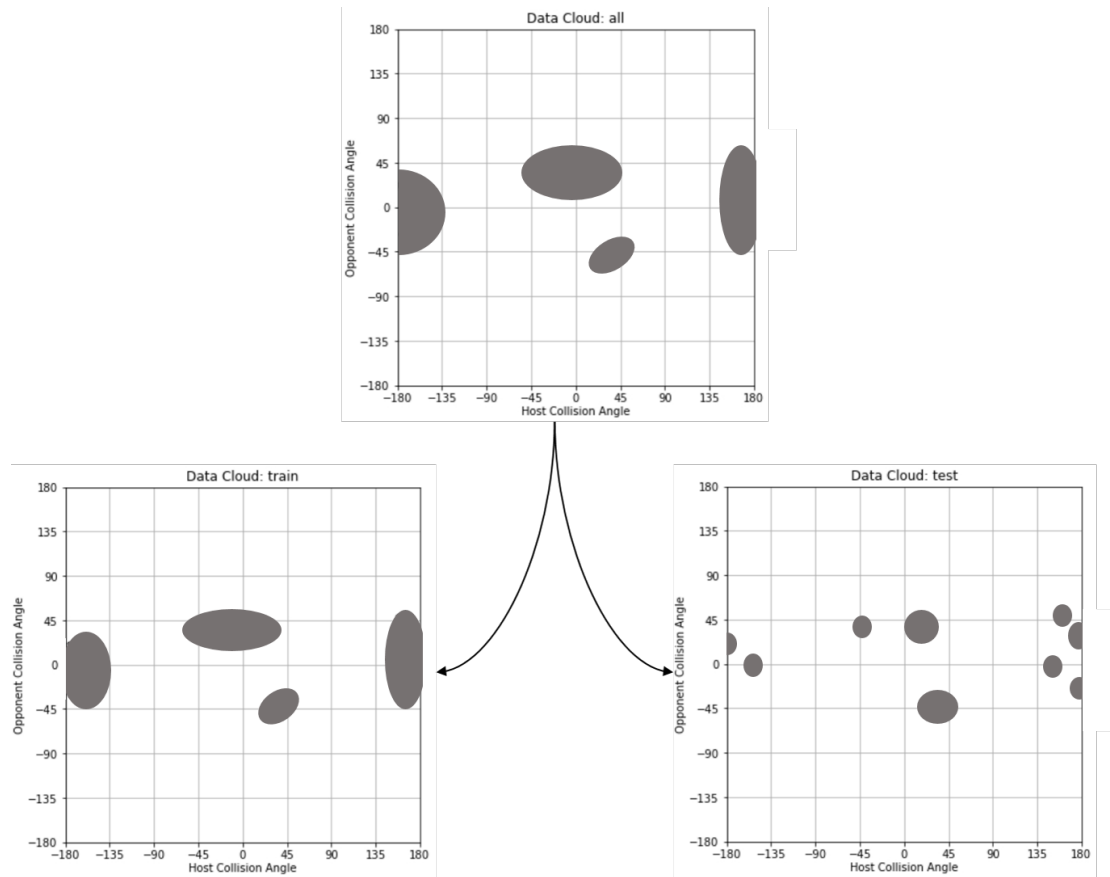 Data Cloud: all
180
135
90
45
0
−45
−90
−135
−180
Opponent Collision Angle
−180 −135 −90 −45 0 45 90 135 180
Host Collision Angle
Data Cloud: train
180
135
90
45
0
−45
−90
−135
−180
Opponent Collision Angle
−180 −135 −90 −45 0 45 90 135 180
Host Collision Angle
Data Cloud: test
180
135
90
45
0
−45
−90
−135
−180
Opponent Collision Angle
−180 −135 −90 −45 0 45 90 135 180
Host Collision Angle